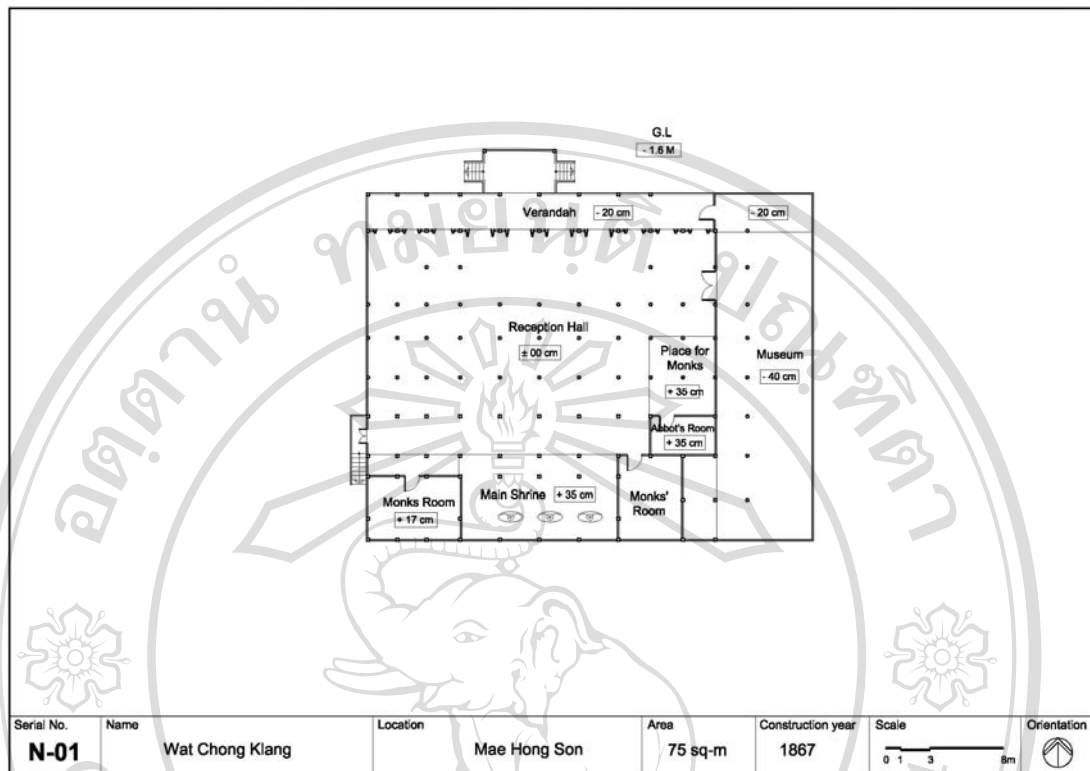 G.L
- 1.6 M
Verandah - 20 cm
- 20 cm
Reception Hall
± 00 cm
Place for
Monks
+ 35 cm
Museum
- 40 cm
Abbot's Room
+ 35 cm
Monks Room
+ 17 cm
Main Shrine + 35 cm
Monks'
Room
Serial No. Name Location Area Construction year Scale Orientation
N-01 Wat Chong Klang Mae Hong Son 75 sq-m 1867
0 1 3 8m